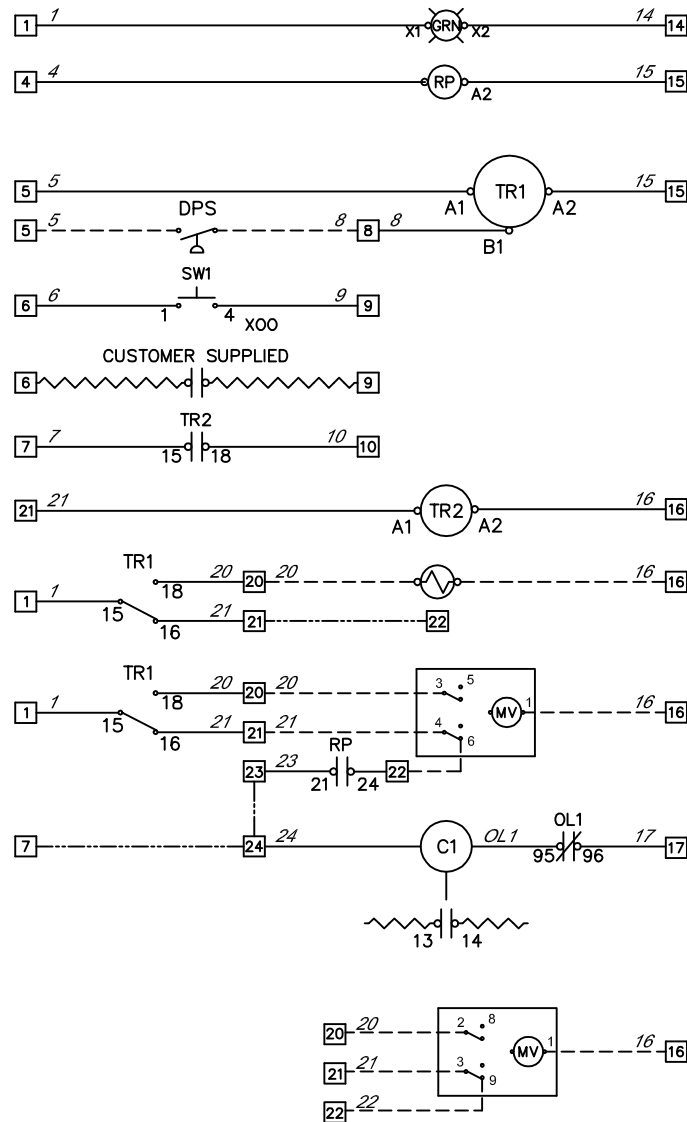 1 1 X1 GRN X2 14 14
4 4 RP A2 15 15
5 5 A1 TR1 A2 15 15
DPS
5 5 8 8 8 B1
SW1
6 6 1 4 X00 9 9
CUSTOMER SUPPLIED
6 9
TR2
7 7 15 18 10 10
21 21 A1 TR2 A2 16 16
TR1
18 20 20 20 16 16
1 1 15
16 21 21 22
TR1
18 20 20 20 3 5
1 1 15 MV 1 16 16
16 21 21 21 4 6
RP
23 23 21 24 22
OL1
7 24 24 C1 OL1 95 96 17 17
13 14
20 20 2 8
MV 1 16 16
21 21 3 9
22 22